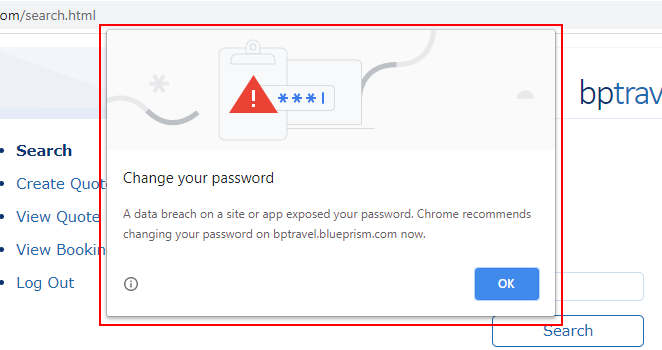 om/search.html
bptrav
***|
Search
Create Quot
View Quote
View Bookin
Log Out
Change your password
A data breach on a site or app exposed your password. Chrome recommends
changing your password on bptravel.blueprism.com now.
OK
Search